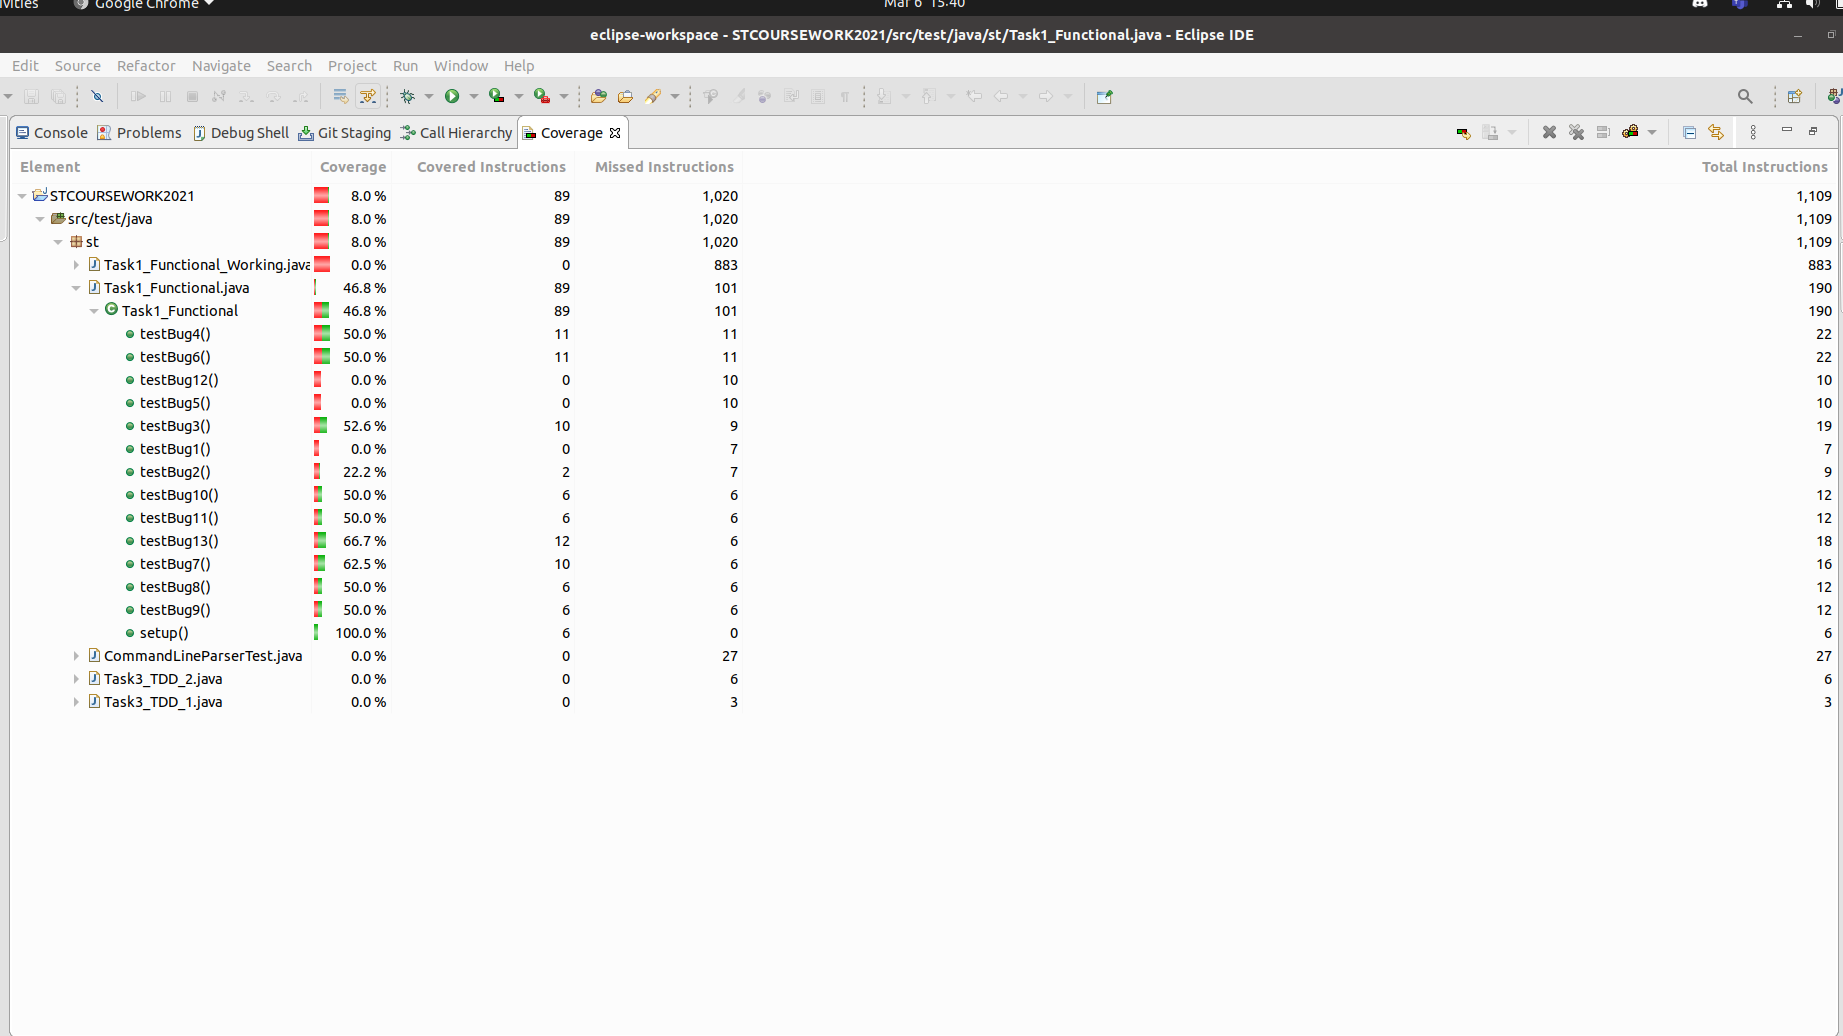 vities Google Chrome Mar 6 15:40
eclipse-workspace - STCOURSEWORK2021/src/test/java/st/Task1_Functional.java - Eclipse IDE
Edit Source Refactor Navigate Search Project Run Window Help
Console Problems Debug Shell Git Staging Call Hierarchy Coverage
Element Coverage Covered Instructions Missed Instructions Total Instructions
STCOURSEWORK2021 8.0 % 89 1,020 1,109
src/test/java 8.0 % 89 1,020 1,109
st 8.0 % 89 1,020 1,109
Task1_Functional_Working.java 0.0 % 0 883 883
Task1_Functional.java 46.8 % 89 101 190
Task1_Functional 46.8 % 89 101 190
testBug4() 50.0 % 11 11 22
testBug6() 50.0 % 11 11 22
testBug12() 0.0 % 0 10 10
testBug5() 0.0 % 0 10 10
testBug3() 52.6 % 10 9 19
testBug1() 0.0 % 0 7 7
testBug2() 22.2 % 2 7 9
testBug10() 50.0 % 6 6 12
testBug11() 50.0 % 6 6 12
testBug13() 66.7 % 12 6 18
testBug7() 62.5 % 10 6 16
testBug8() 50.0 % 6 6 12
testBug9() 50.0 % 6 6 12
setup() 100.0 % 6 0 6
CommandLineParserTest.java 0.0 % 0 27 27
Task3_TDD_2.java 0.0 % 0 6 6
Task3_TDD_1.java 0.0 % 0 3 3